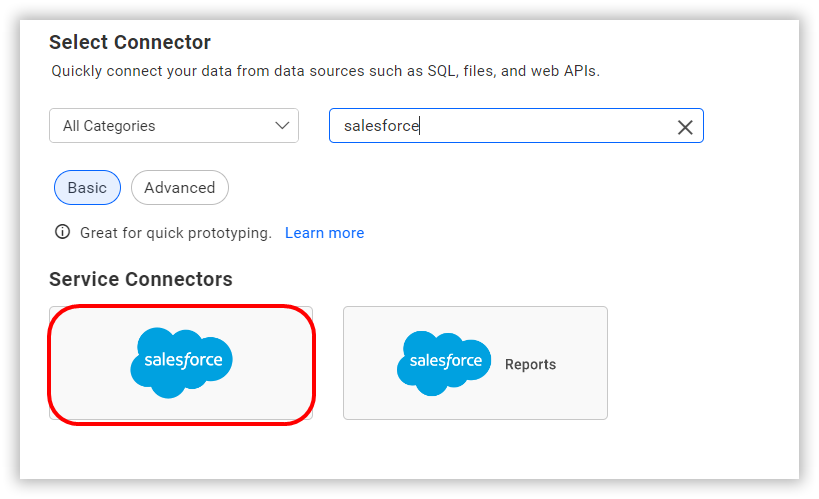 Select Connector
Quickly connect your data from data sources such as SQL, files, and web APIs.
All Categories
salesforce
Basic
Advanced
Great for quick prototyping. Learn more
Service Connectors
salesforce
salesforce Reports